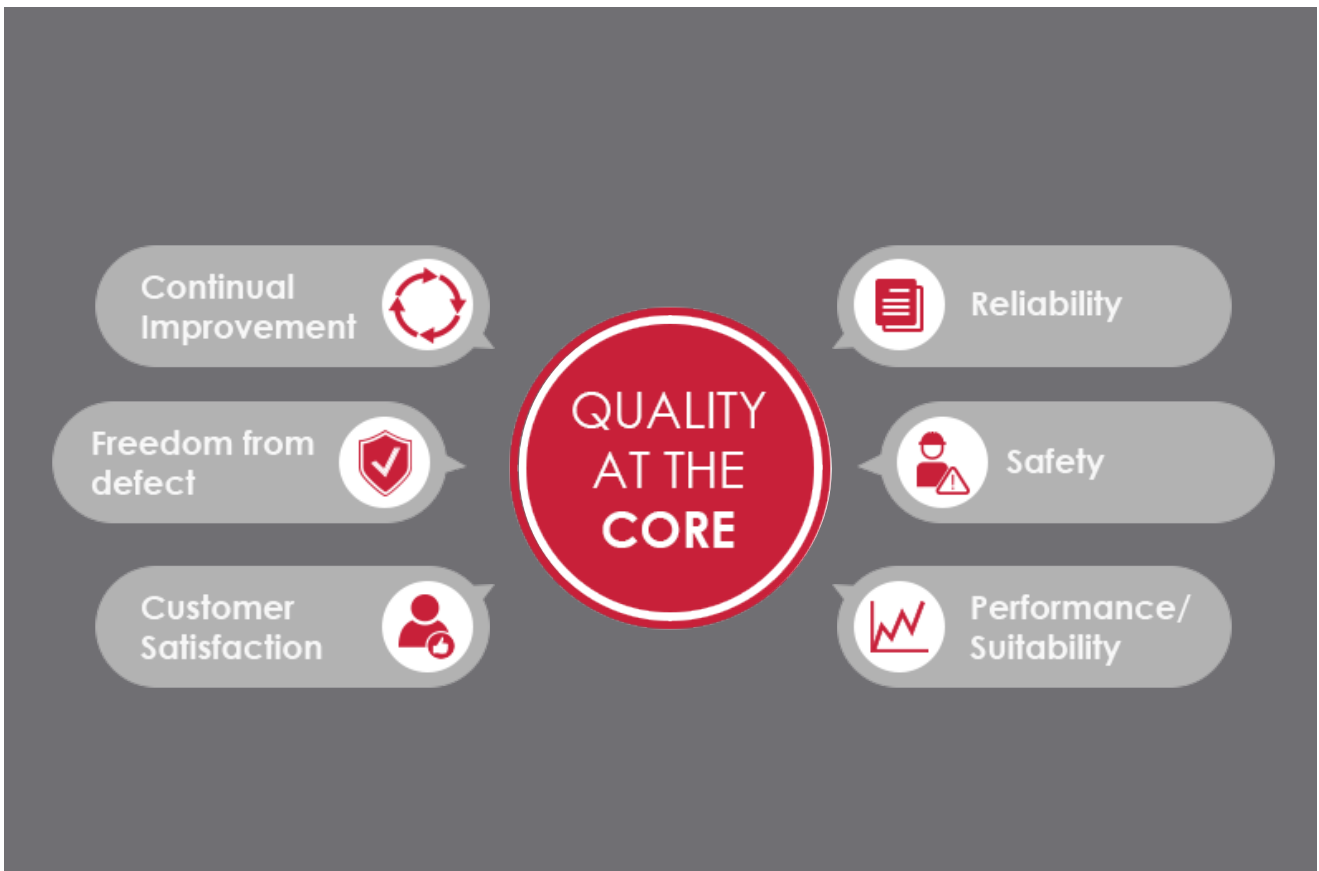 Continual
Improvement
Freedom from
defect
Customer
Satisfaction
QUALITY
AT THE
CORE
Reliability
Safety
Performance/
Suitability